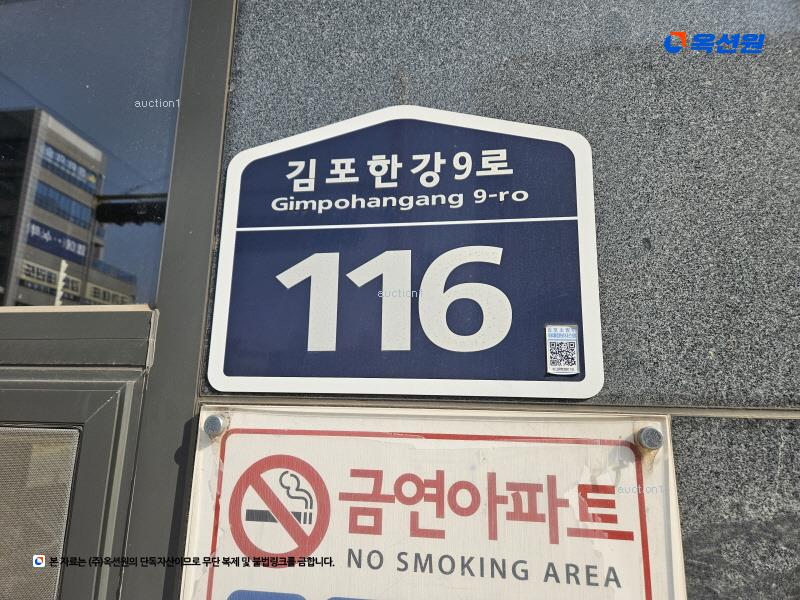 옥션원
auction1
김포한강9로
Gimpohangang 9-ro
116
auction1
금연아파트
auction1
NO SMOKING AREA
본 자료는 (주)옥션원의 단독자산이므로 무단 복제 및 불법링크를 금합니다.